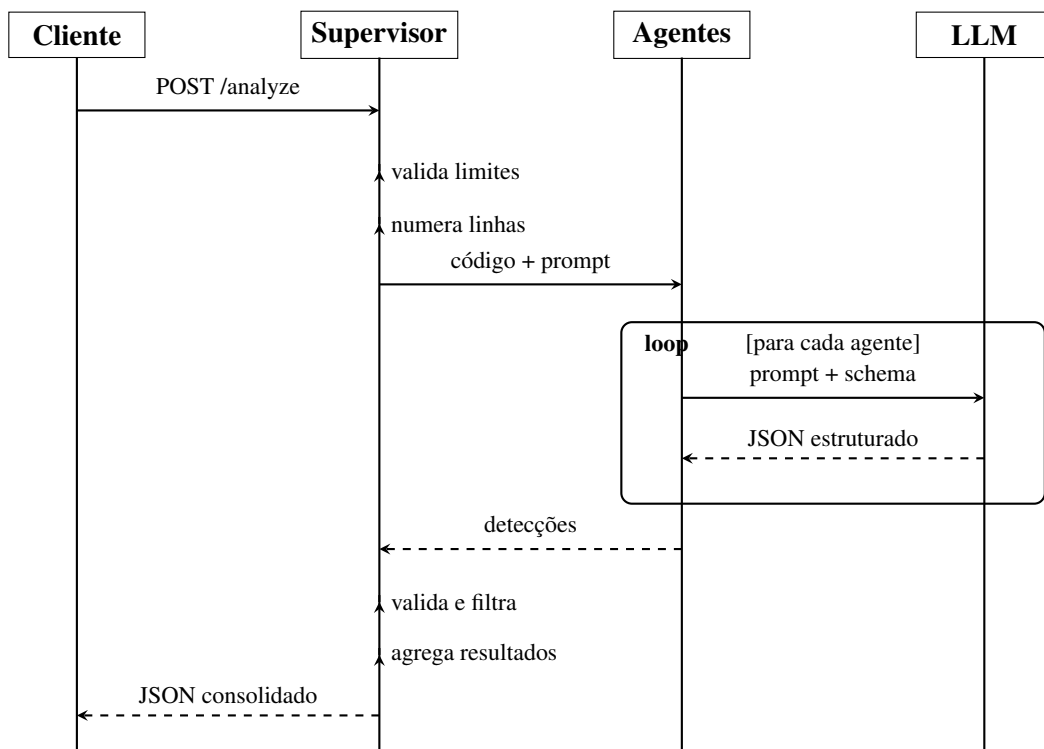 Cliente
Supervisor
Agentes
LLM
POST /analyze
valida limites
numera linhas
código + prompt
loop
[para cada agente]
prompt + schema
JSON estruturado
detecções
valida e filtra
agrega resultados
JSON consolidado